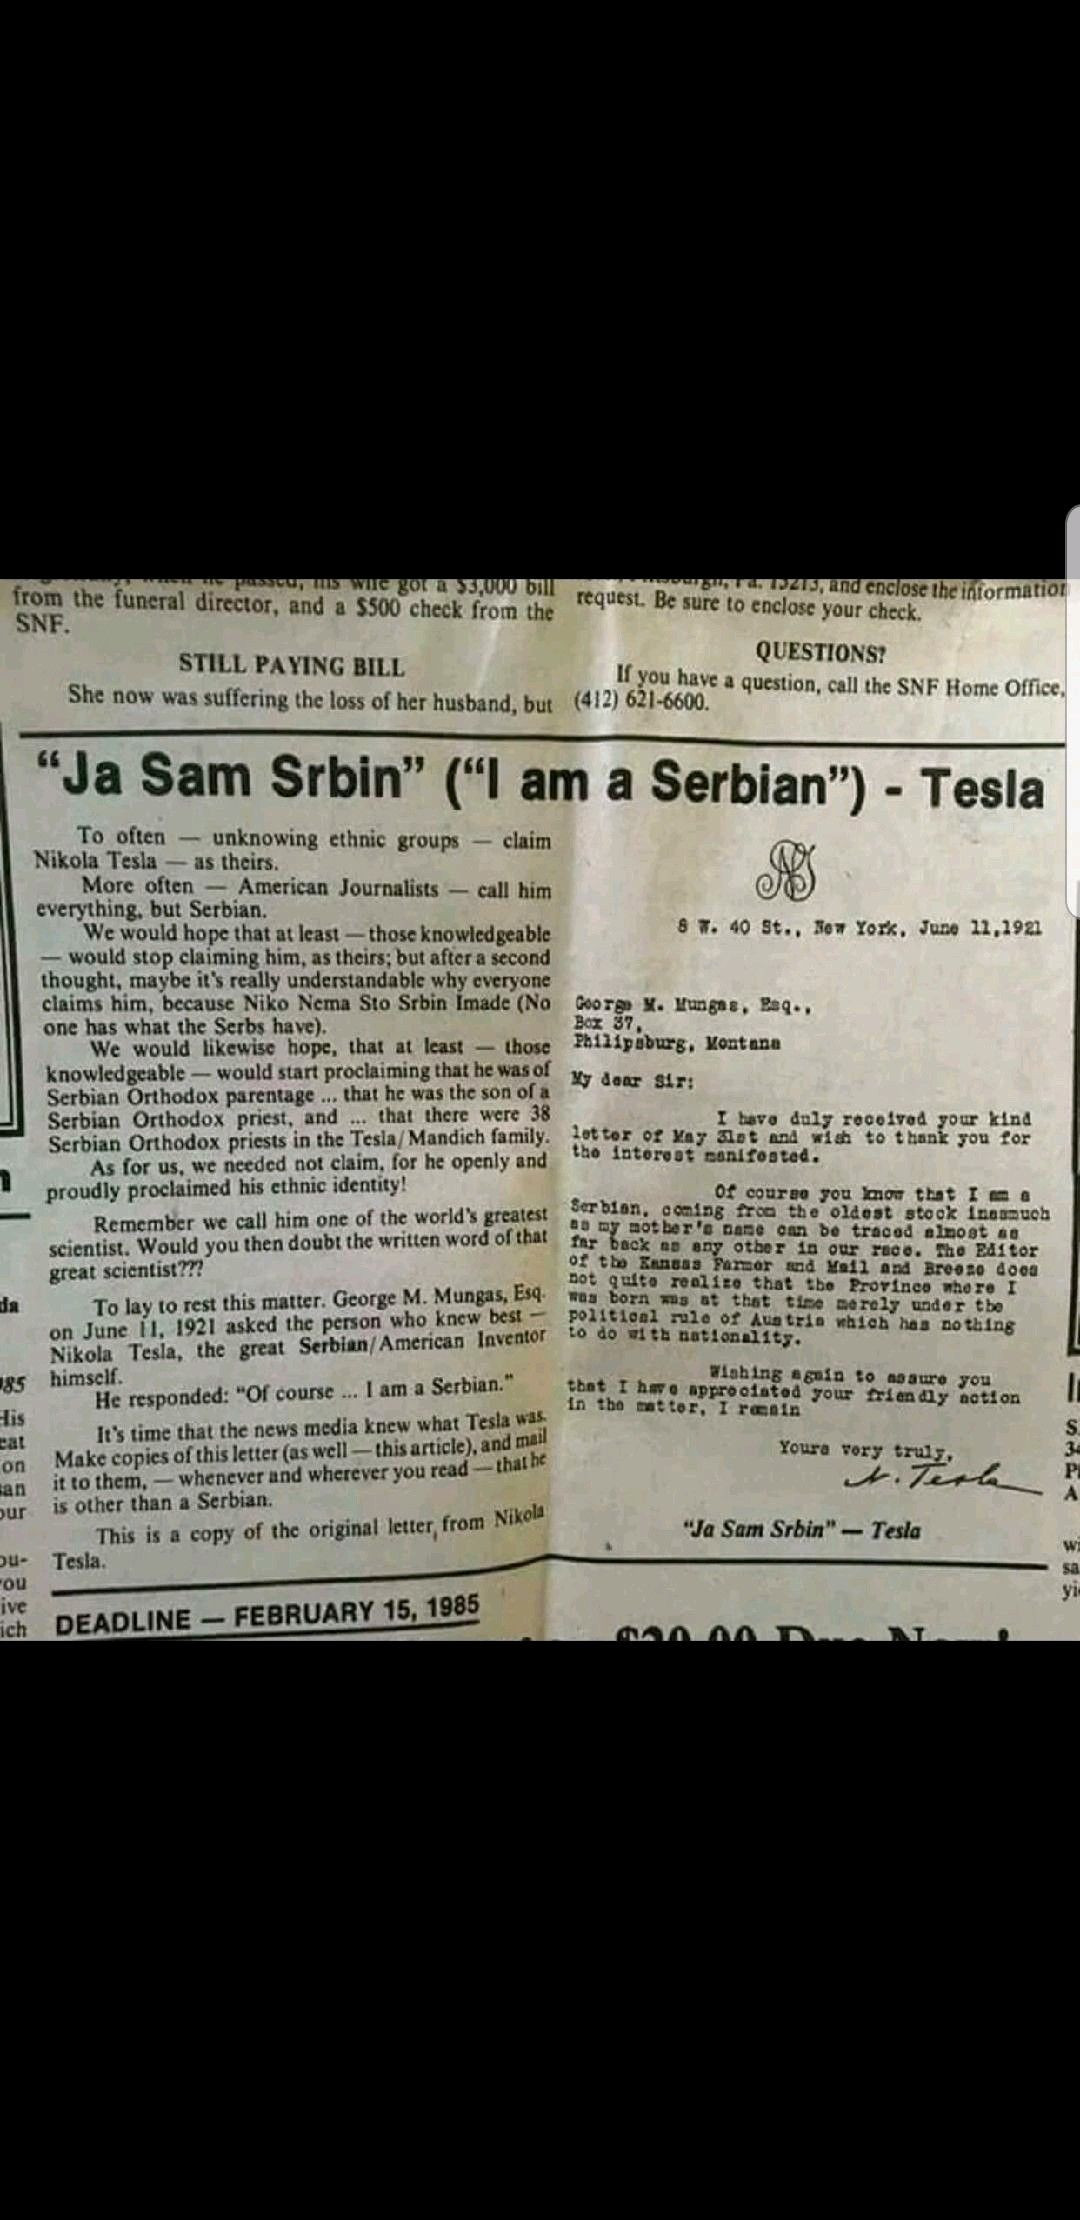 passed, his wife got a $3,000 bill
from the funeral director, and a $500 check from the
SNF.
STILL PAYING BILL
She now was suffering the loss of her husband, but
Pa. 15213, and enclose the information
request. Be sure to enclose your check.
QUESTIONS?
If you have a question, call the SNF Home Office,
(412) 621-6600.
“Ja Sam Srbin” (“I am a Serbian”) - Tesla
To often — unknowing ethnic groups — claim
Nikola Tesla — as theirs.
More often — American Journalists — call him
everything, but Serbian.
We would hope that at least — those knowledgeable
— would stop claiming him, as theirs; but after a second
thought, maybe it's really understandable why everyone
claims him, because Niko Nema Sto Srbin Imade (No
one has what the Serbs have).
We would likewise hope, that at least — those
knowledgeable — would start proclaiming that he was of
Serbian Orthodox parentage ... that he was the son of a
Serbian Orthodox priest, and ... that there were 38
Serbian Orthodox priests in the Tesla/Mandich family.
As for us, we needed not claim, for he openly and
proudly proclaimed his ethnic identity!
Remember we call him one of the world's greatest
scientist. Would you then doubt the written word of that
great scientist???
To lay to rest this matter. George M. Mungas, Esq.
on June 11, 1921 asked the person who knew best —
Nikola Tesla, the great Serbian/American Inventor
himself.
He responded: “Of course ... I am a Serbian.”
It's time that the news media knew what Tesla was.
Make copies of this letter (as well — this article), and mail
it to them, — whenever and wherever you read — that he
is other than a Serbian.
This is a copy of the original letter, from Nikola
Tesla.
DEADLINE — FEBRUARY 15, 1985
NT
8 W. 40 St., New York, June 11,1921
George M. Mungas, Esq.,
Box 37,
Philipsburg, Montana
My dear Sir:
I have duly received your kind
letter of May 31st and wish to thank you for
the interest manifested.
Of course you know that I am a
Serbian, coming from the oldest stock inasmuch
as my mother's name can be traced almost as
far back as any other in our race. The Editor
of the Kansas Farmer and Mail and Breeze does
not quite realize that the Province where I
was born was at that time merely under the
political rule of Austria which has nothing
to do with nationality.
Wishing again to assure you
that I have appreciated your friendly action
in the matter, I remain
Yours very truly,
N. Tesla
“Ja Sam Srbin” — Tesla
$20.00 Due Now!